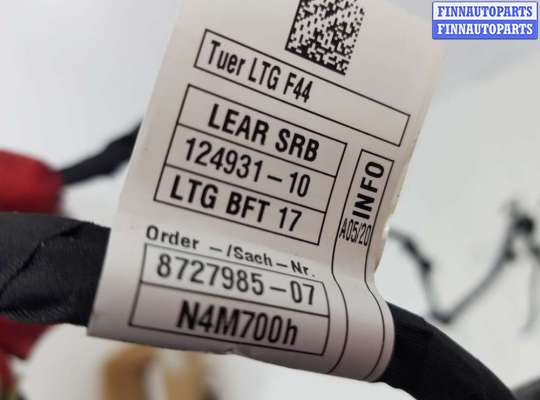 FINNAUTOPARTS
FINNAUTOPARTS
Tuer LTG F44
LEAR SRB
124931-10
LTG BFT 17
INFO
A05/20
Order -/Sach-Nr.
8727985-07
N4M700h